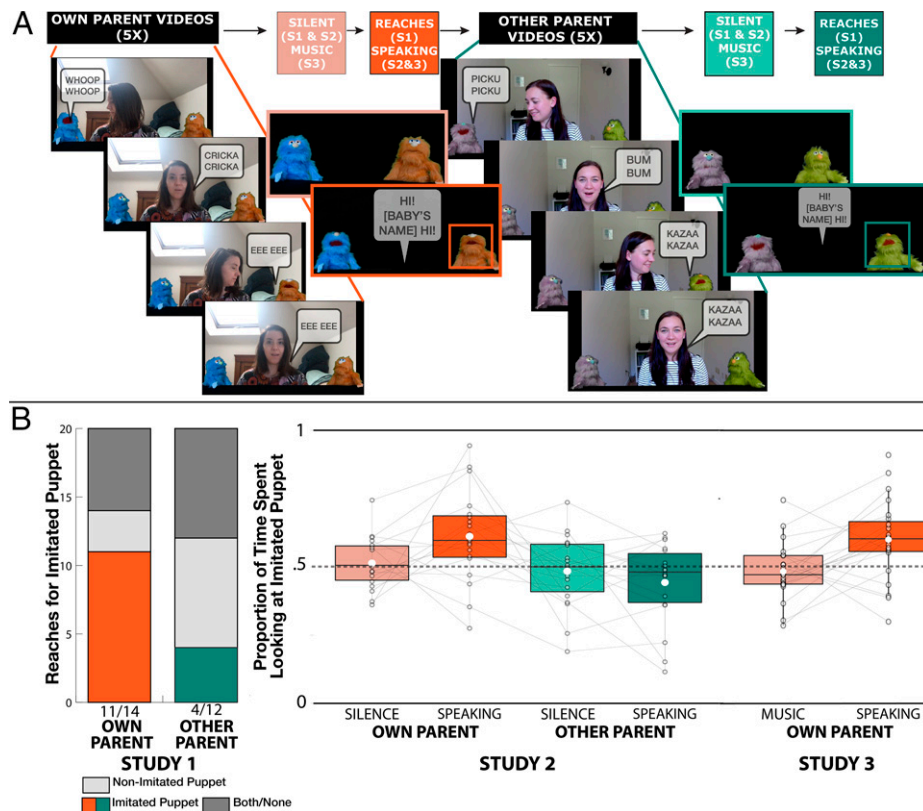 A
OWN PARENT VIDEOS
(5X)
SILENT
(S1 & S2)
MUSIC
(S3)
REACHES
(S1)
SPEAKING
(S2&3)
OTHER PARENT
VIDEOS (5X)
SILENT
(S1 & S2)
MUSIC
(S3)
REACHES
(S1)
SPEAKING
(S2&3)
WHOOP
WHOOP
CRICKA
CRICKA
EEE EEE
EEE EEE
HI!
[BABY'S
NAME] HI!
PICKU
PICKU
BUM
BUM
KAZAA
KAZAA
KAZAA
KAZAA
HI!
[BABY'S
NAME] HI!
B
Reaches for Imitated Puppet
20
15
10
5
0
11/14
OWN
PARENT
4/12
OTHER
PARENT
STUDY 1
Non-Imitated Puppet
Imitated Puppet
Both/None
Proportion of Time Spent
Looking at Imitated Puppet
1
.5
0
SILENCE
SPEAKING
SILENCE
SPEAKING
OWN PARENT
OTHER PARENT
STUDY 2
MUSIC
SPEAKING
OWN PARENT
STUDY 3